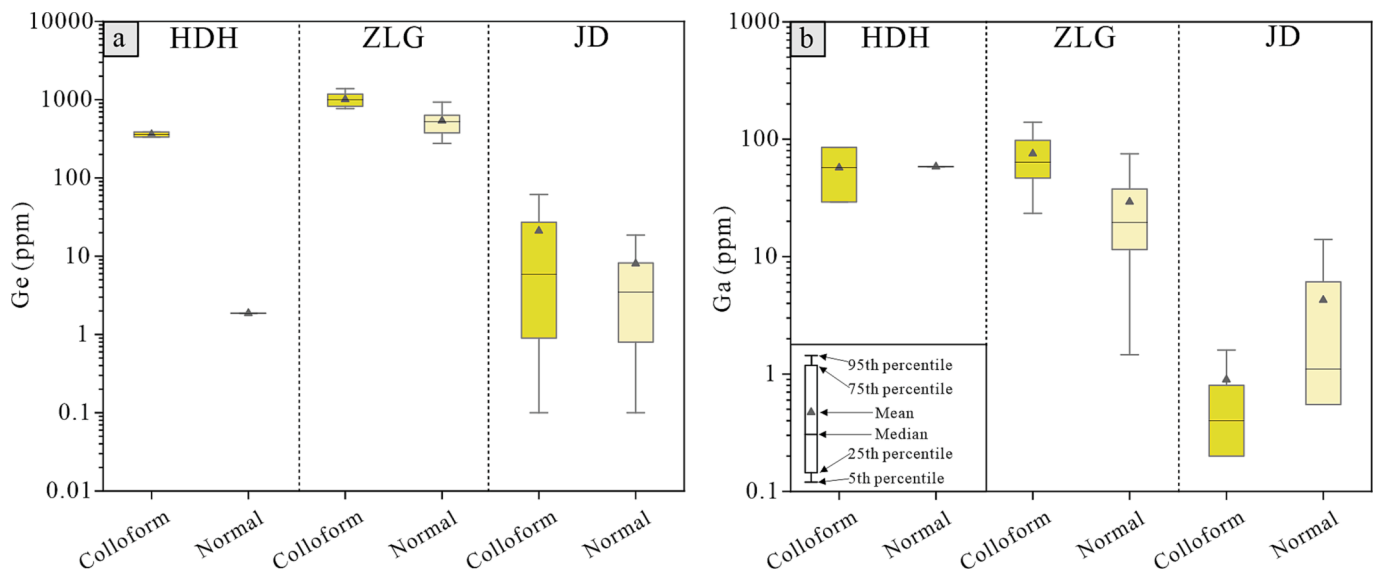 a
HDH
ZLG
JD
Ge (ppm)
10000
1000
100
10
1
0.1
0.01
Colloform
Normal
Colloform
Normal
Colloform
Normal
b
HDH
ZLG
JD
Ga (ppm)
1000
100
10
1
0.1
95th percentile
75th percentile
Mean
Median
25th percentile
5th percentile
Colloform
Normal
Colloform
Normal
Colloform
Normal